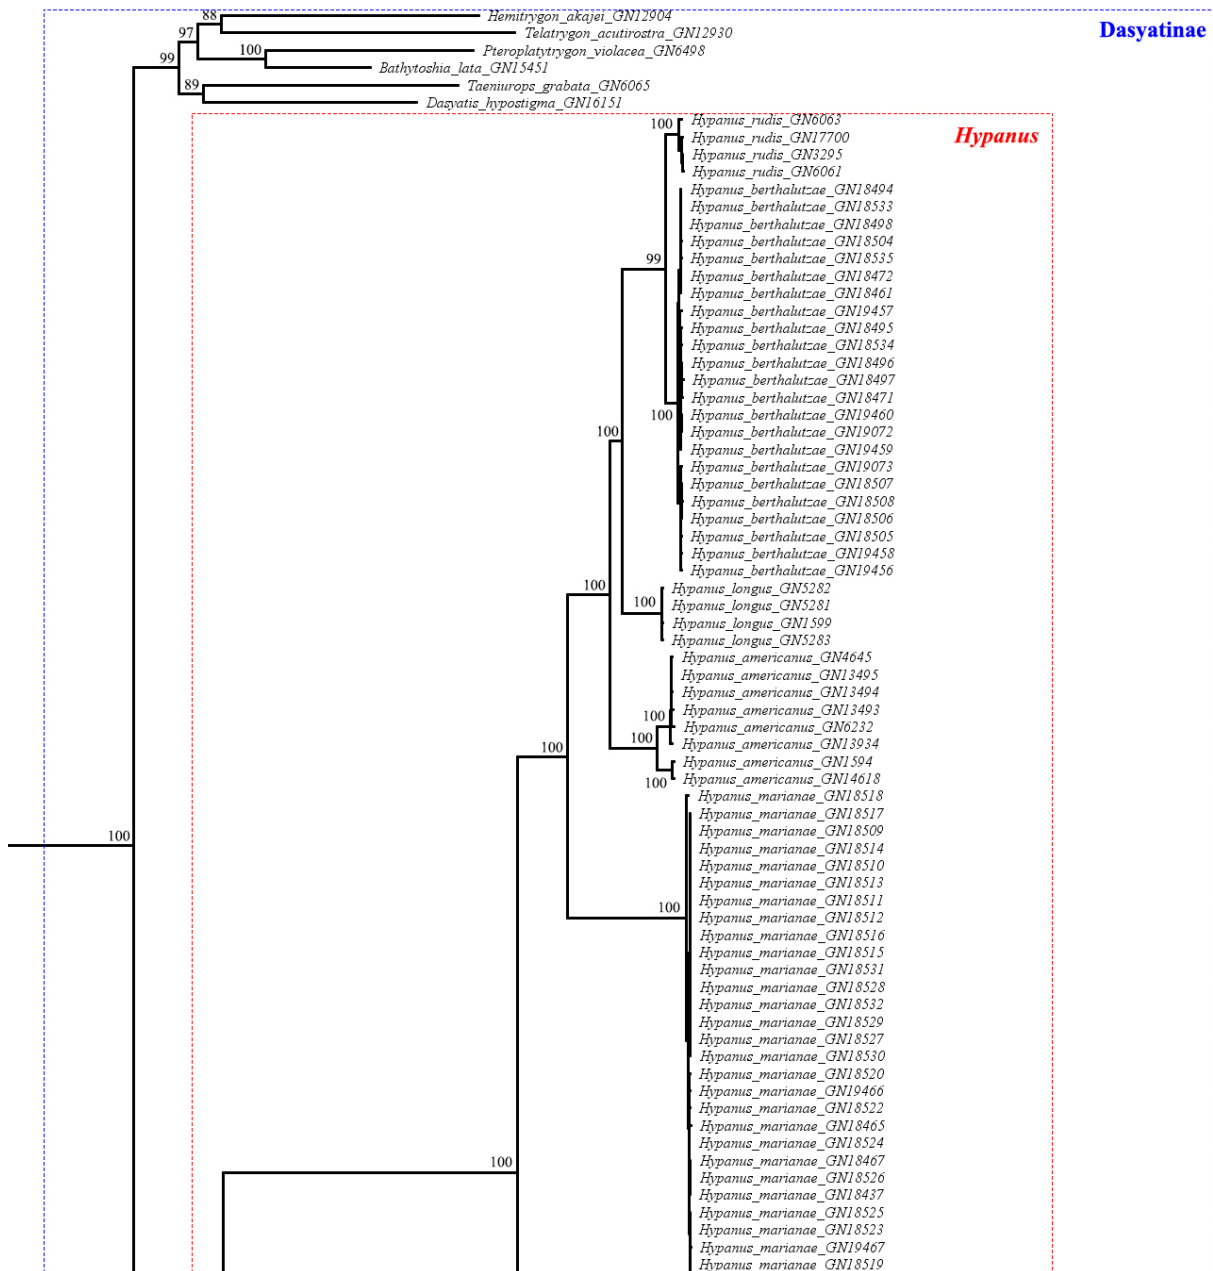 88
Hemitrygon_akajei_GN12904
Dasyatinae
97
Telatrygon_acutirostra_GN12930
99
100
Pteroplatytrygon_violacea_GN6498
Bathytoshia_lata_GN15451
89
Taeniurops_grabata_GN6065
Dasyatis_hypostigma_GN16151
100
Hypanus_rudis_GN6063
Hypanus
Hypanus_rudis_GN17700
Hypanus_rudis_GN3295
Hypanus_rudis_GN6061
Hypanus_berthalutzae_GN18494
Hypanus_berthalutzae_GN18533
Hypanus_berthalutzae_GN18498
Hypanus_berthalutzae_GN18504
99
Hypanus_berthalutzae_GN18535
Hypanus_berthalutzae_GN18472
Hypanus_berthalutzae_GN18461
Hypanus_berthalutzae_GN19457
Hypanus_berthalutzae_GN18495
Hypanus_berthalutzae_GN18534
Hypanus_berthalutzae_GN18496
Hypanus_berthalutzae_GN18497
Hypanus_berthalutzae_GN18471
100
Hypanus_berthalutzae_GN19460
100
Hypanus_berthalutzae_GN19072
Hypanus_berthalutzae_GN19459
Hypanus_berthalutzae_GN19073
Hypanus_berthalutzae_GN18507
Hypanus_berthalutzae_GN18508
Hypanus_berthalutzae_GN18506
Hypanus_berthalutzae_GN18505
Hypanus_berthalutzae_GN19458
Hypanus_berthalutzae_GN19456
100
Hypanus_longus_GN5282
100
Hypanus_longus_GN5281
Hypanus_longus_GN1599
Hypanus_longus_GN5283
Hypanus_americanus_GN4645
Hypanus_americanus_GN13495
Hypanus_americanus_GN13494
100
Hypanus_americanus_GN13493
Hypanus_americanus_GN6232
100
100
Hypanus_americanus_GN13934
Hypanus_americanus_GN1594
100
Hypanus_americanus_GN14618
Hypanus_marianae_GN18518
Hypanus_marianae_GN18517
100
Hypanus_marianae_GN18509
Hypanus_marianae_GN18514
Hypanus_marianae_GN18510
Hypanus_marianae_GN18513
Hypanus_marianae_GN18511
100
Hypanus_marianae_GN18512
Hypanus_marianae_GN18516
Hypanus_marianae_GN18515
Hypanus_marianae_GN18531
Hypanus_marianae_GN18528
Hypanus_marianae_GN18532
Hypanus_marianae_GN18529
Hypanus_marianae_GN18527
Hypanus_marianae_GN18530
Hypanus_marianae_GN18520
Hypanus_marianae_GN19466
Hypanus_marianae_GN18522
Hypanus_marianae_GN18465
Hypanus_marianae_GN18524
100
Hypanus_marianae_GN18467
Hypanus_marianae_GN18526
Hypanus_marianae_GN18437
Hypanus_marianae_GN18525
Hypanus_marianae_GN18523
Hypanus_marianae_GN19467
Hypanus_marianae_GN18519